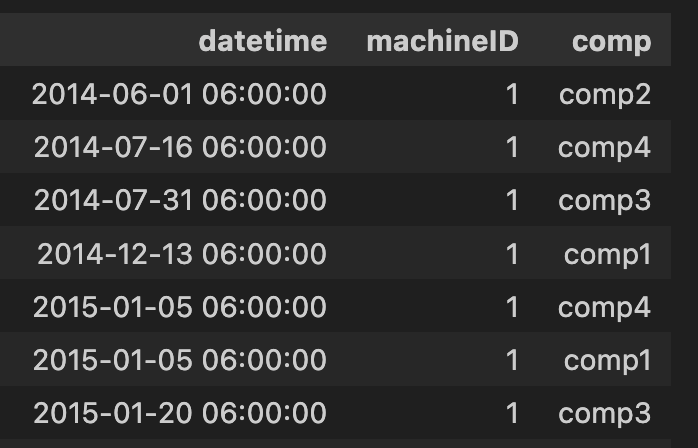 datetime machineID comp
2014-06-01 06:00:00 1 comp2
2014-07-16 06:00:00 1 comp4
2014-07-31 06:00:00 1 comp3
2014-12-13 06:00:00 1 comp1
2015-01-05 06:00:00 1 comp4
2015-01-05 06:00:00 1 comp1
2015-01-20 06:00:00 1 comp3